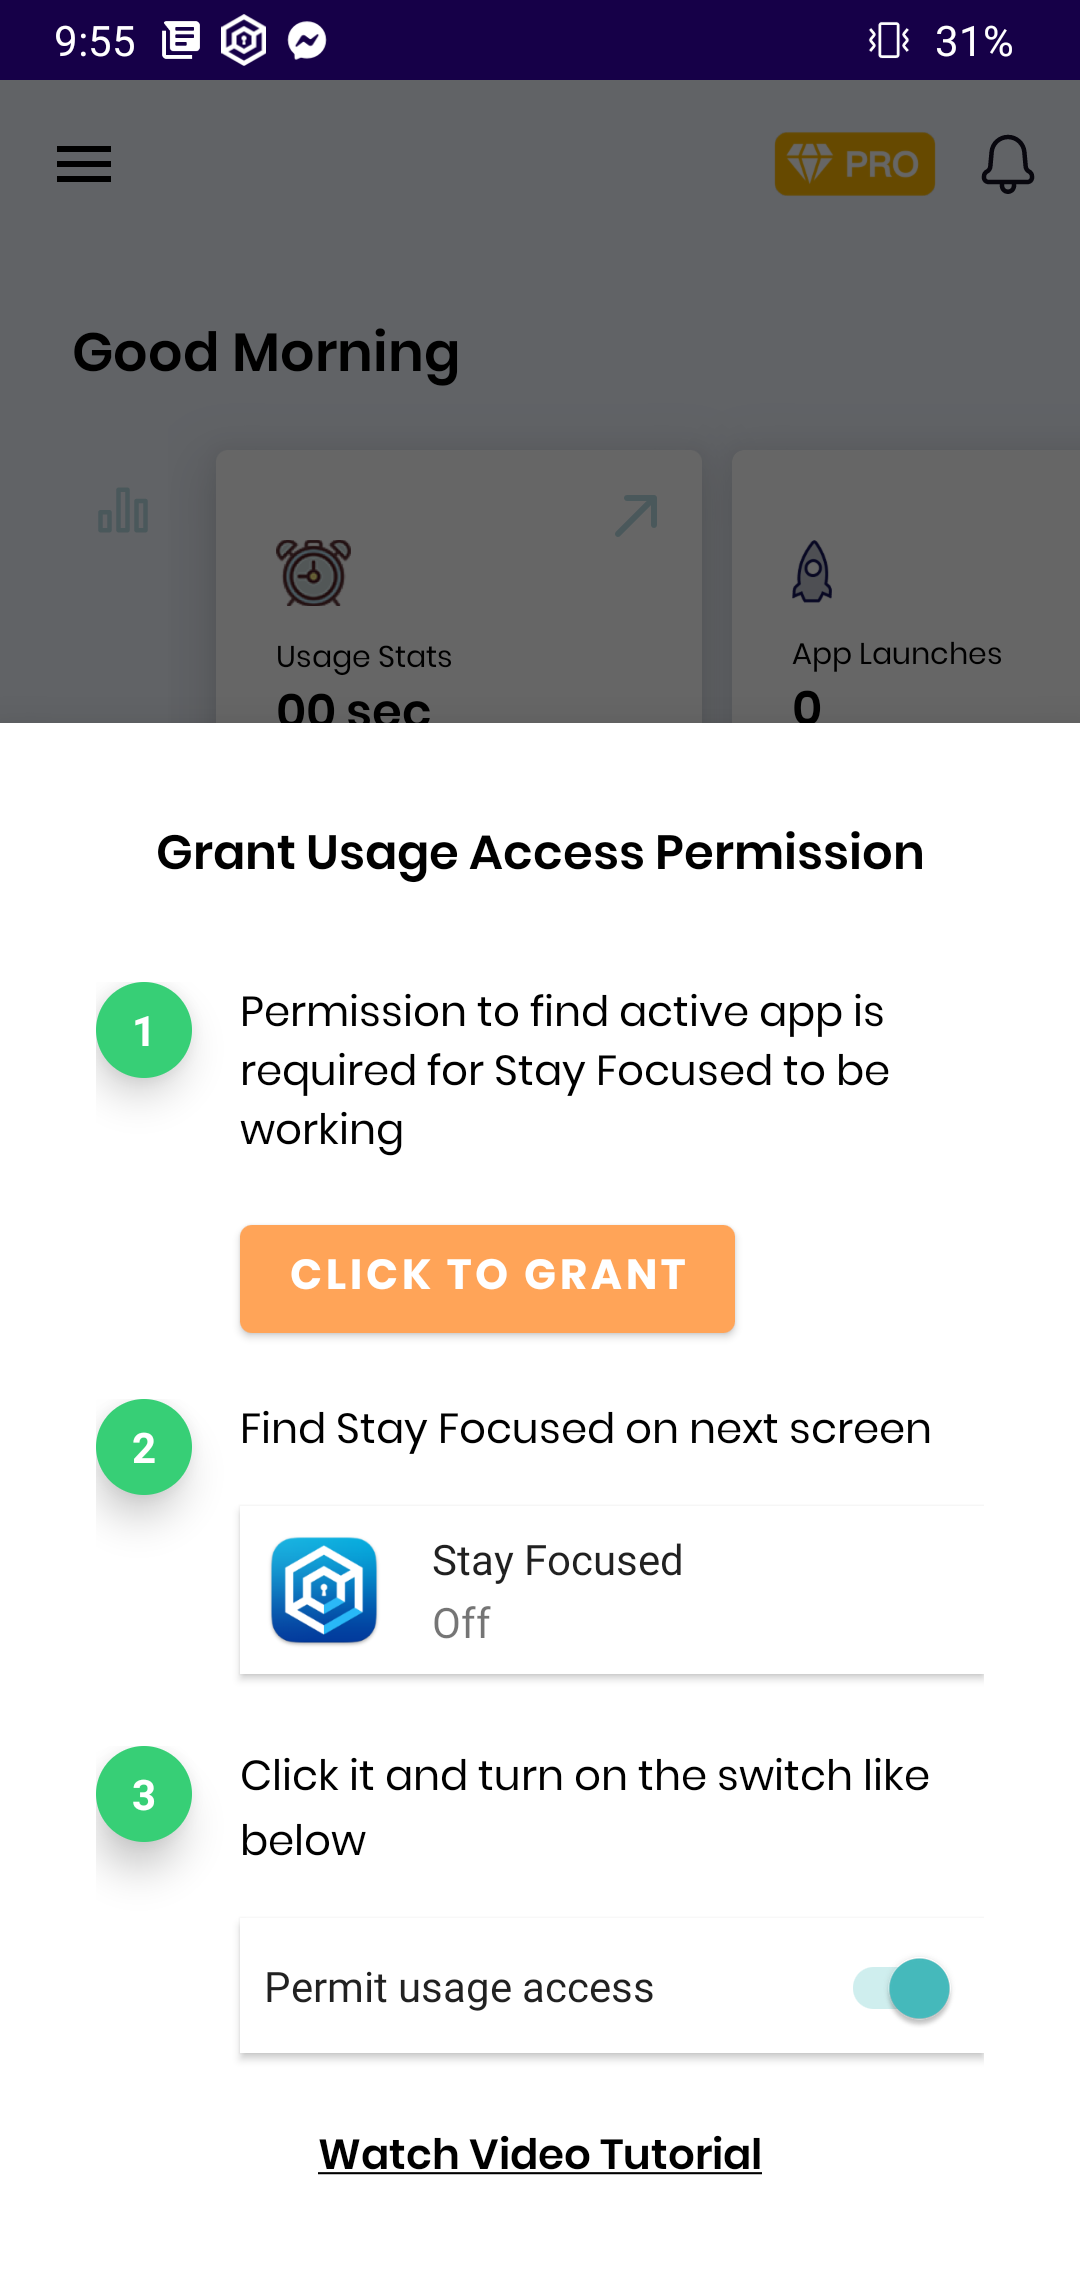 9:55
31%
PRO
Good Morning
Usage Stats
00 sec
App Launches
0
Grant Usage Access Permission
1
Permission to find active app is
required for Stay Focused to be
working
CLICK TO GRANT
2
Find Stay Focused on next screen
Stay Focused
Off
3
Click it and turn on the switch like
below
Permit usage access
Watch Video Tutorial